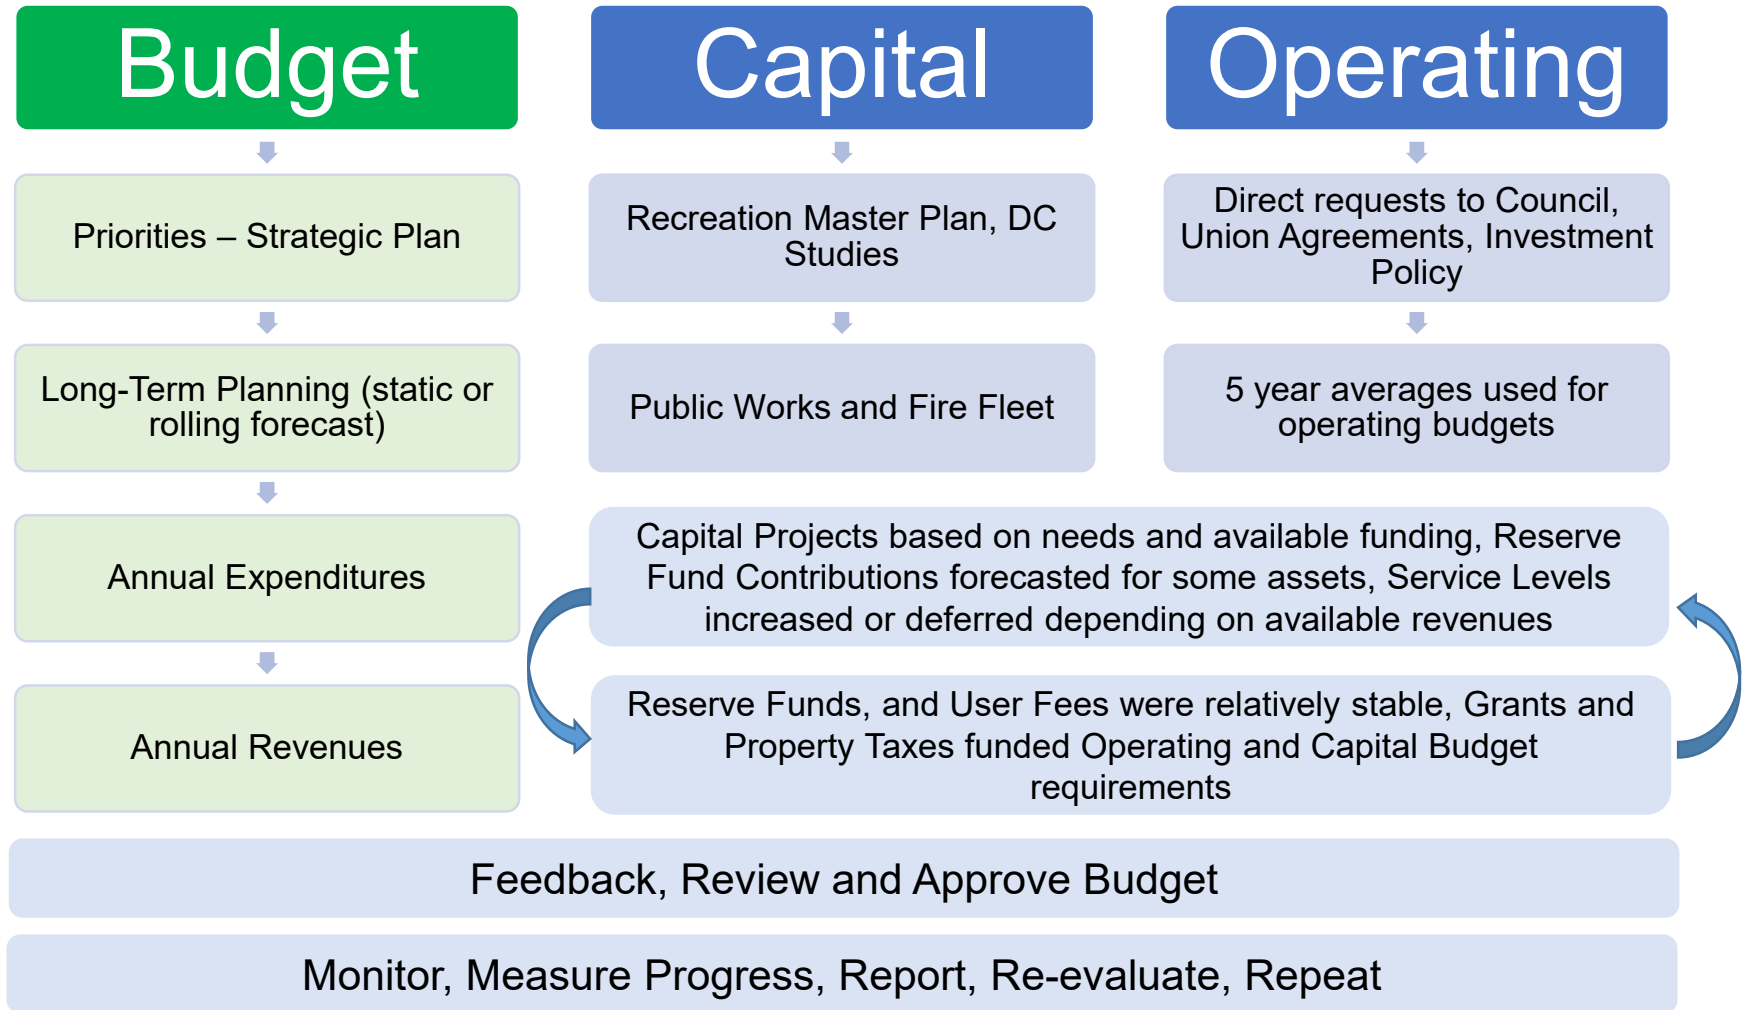 Budget
Capital
Operating
Priorities – Strategic Plan
Recreation Master Plan, DC
Studies
Direct requests to Council,
Union Agreements, Investment
Policy
Long-Term Planning (static or
rolling forecast)
Public Works and Fire Fleet
5 year averages used for
operating budgets
Annual Expenditures
Capital Projects based on needs and available funding, Reserve
Fund Contributions forecasted for some assets, Service Levels
increased or deferred depending on available revenues
Annual Revenues
Reserve Funds, and User Fees were relatively stable, Grants and
Property Taxes funded Operating and Capital Budget
requirements
Feedback, Review and Approve Budget
Monitor, Measure Progress, Report, Re-evaluate, Repeat